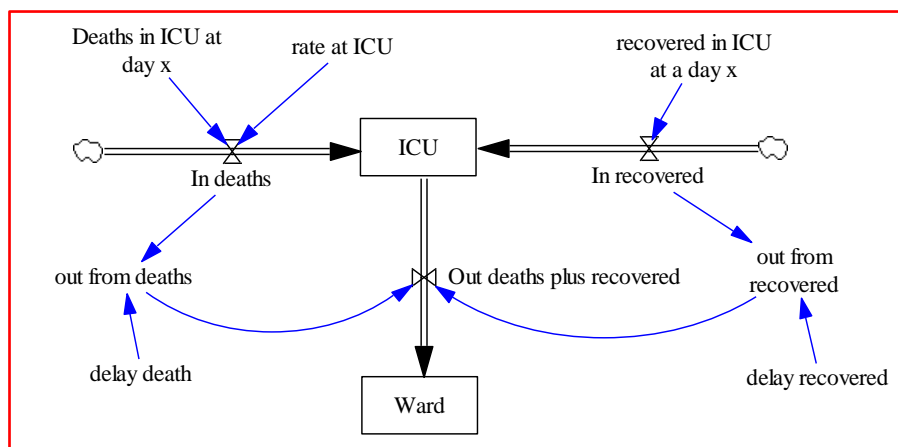 Deaths in ICU at
day x
rate at ICU
recovered in ICU
at a day x
ICU
In deaths
In recovered
out from deaths
Out deaths plus recovered
out from
recovered
delay death
Ward
delay recovered